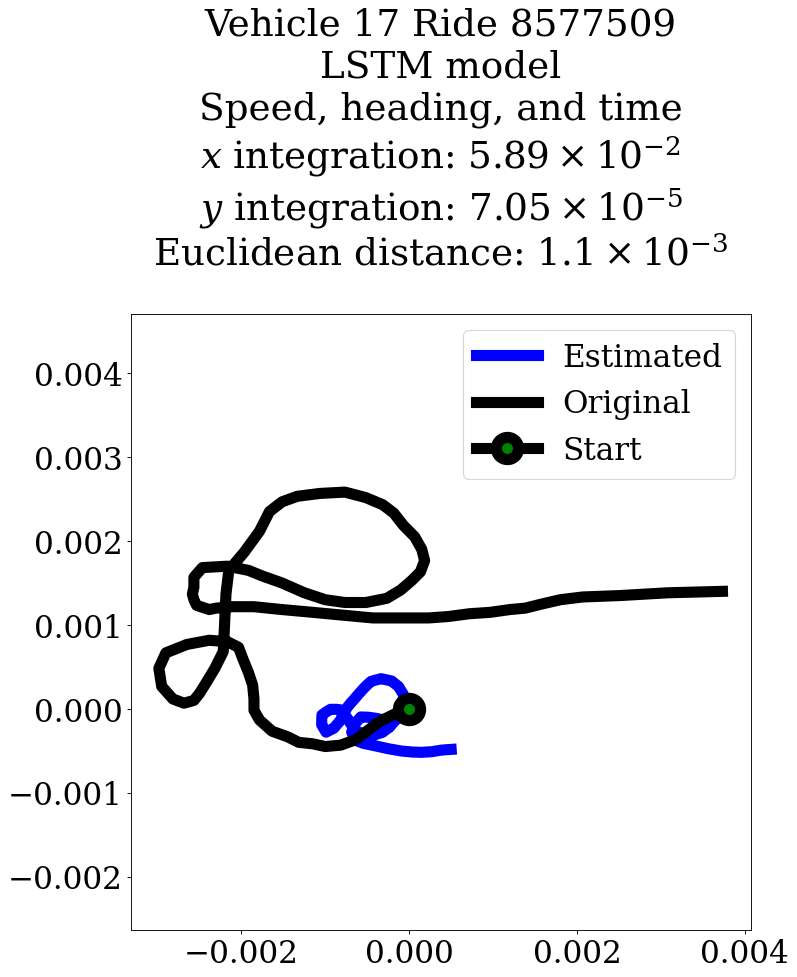 Vehicle 17 Ride 8577509
LSTM model
Speed, heading, and time
x integration: 5.89 × 10⁻²
y integration: 7.05 × 10⁻⁵
Euclidean distance: 1.1 × 10⁻³
Estimated
Original
Start
0.004
0.003
0.002
0.001
0.000
−0.001
−0.002
−0.002 0.000 0.002 0.004